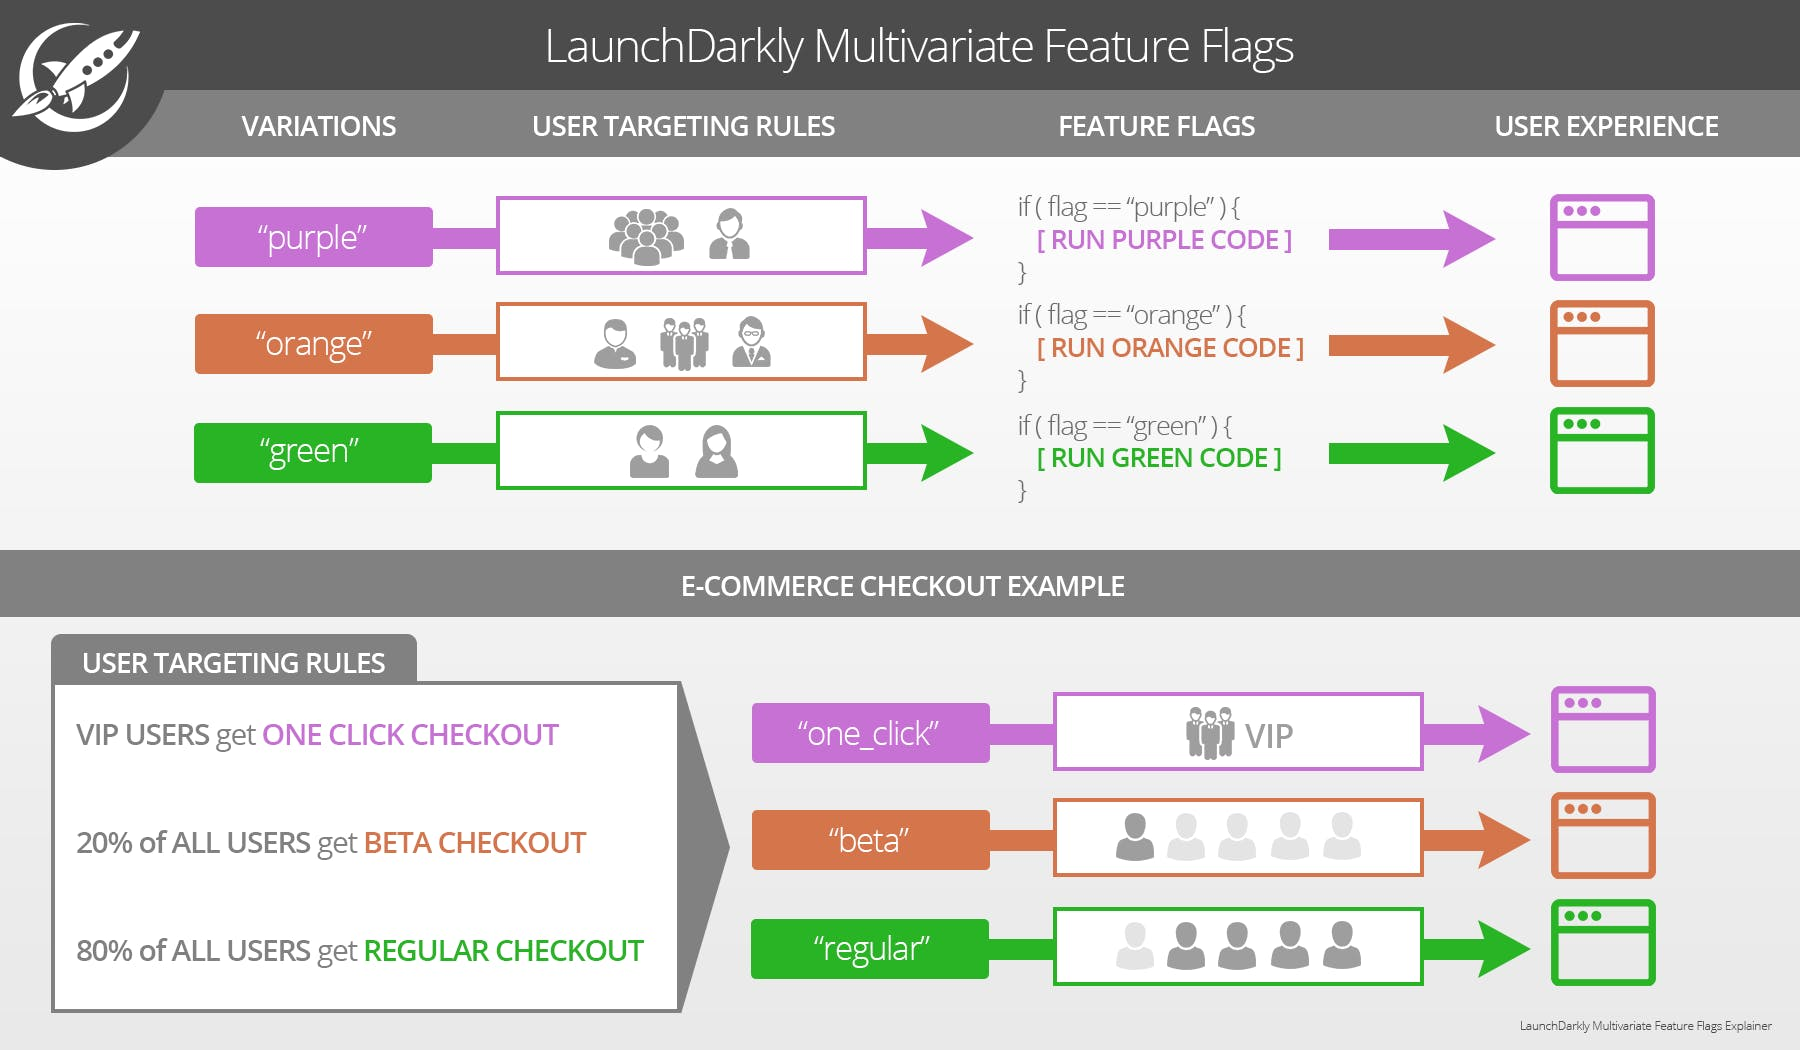 LaunchDarkly Multivariate Feature Flags
VARIATIONS
USER TARGETING RULES
FEATURE FLAGS
USER EXPERIENCE
“purple”
if ( flag == “purple” ) {
[ RUN PURPLE CODE ]
}
“orange”
if ( flag == “orange” ) {
[ RUN ORANGE CODE ]
}
“green”
if ( flag == “green” ) {
[ RUN GREEN CODE ]
}
E-COMMERCE CHECKOUT EXAMPLE
USER TARGETING RULES
VIP USERS get ONE CLICK CHECKOUT
20% of ALL USERS get BETA CHECKOUT
80% of ALL USERS get REGULAR CHECKOUT
“one_click”
VIP
“beta”
“regular”
LaunchDarkly Multivariate Feature Flags Explainer